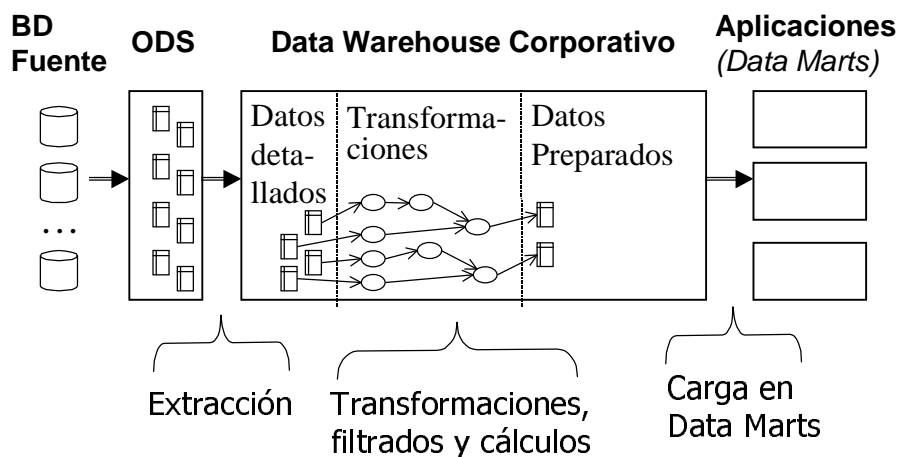 BD
Fuente
ODS
Data Warehouse Corporativo
Aplicaciones
(Data Marts)
Datos
deta-
llados
Transforma-
ciones
Datos
Preparados
...
Extracción
Transformaciones,
filtrados y cálculos
Carga en
Data Marts